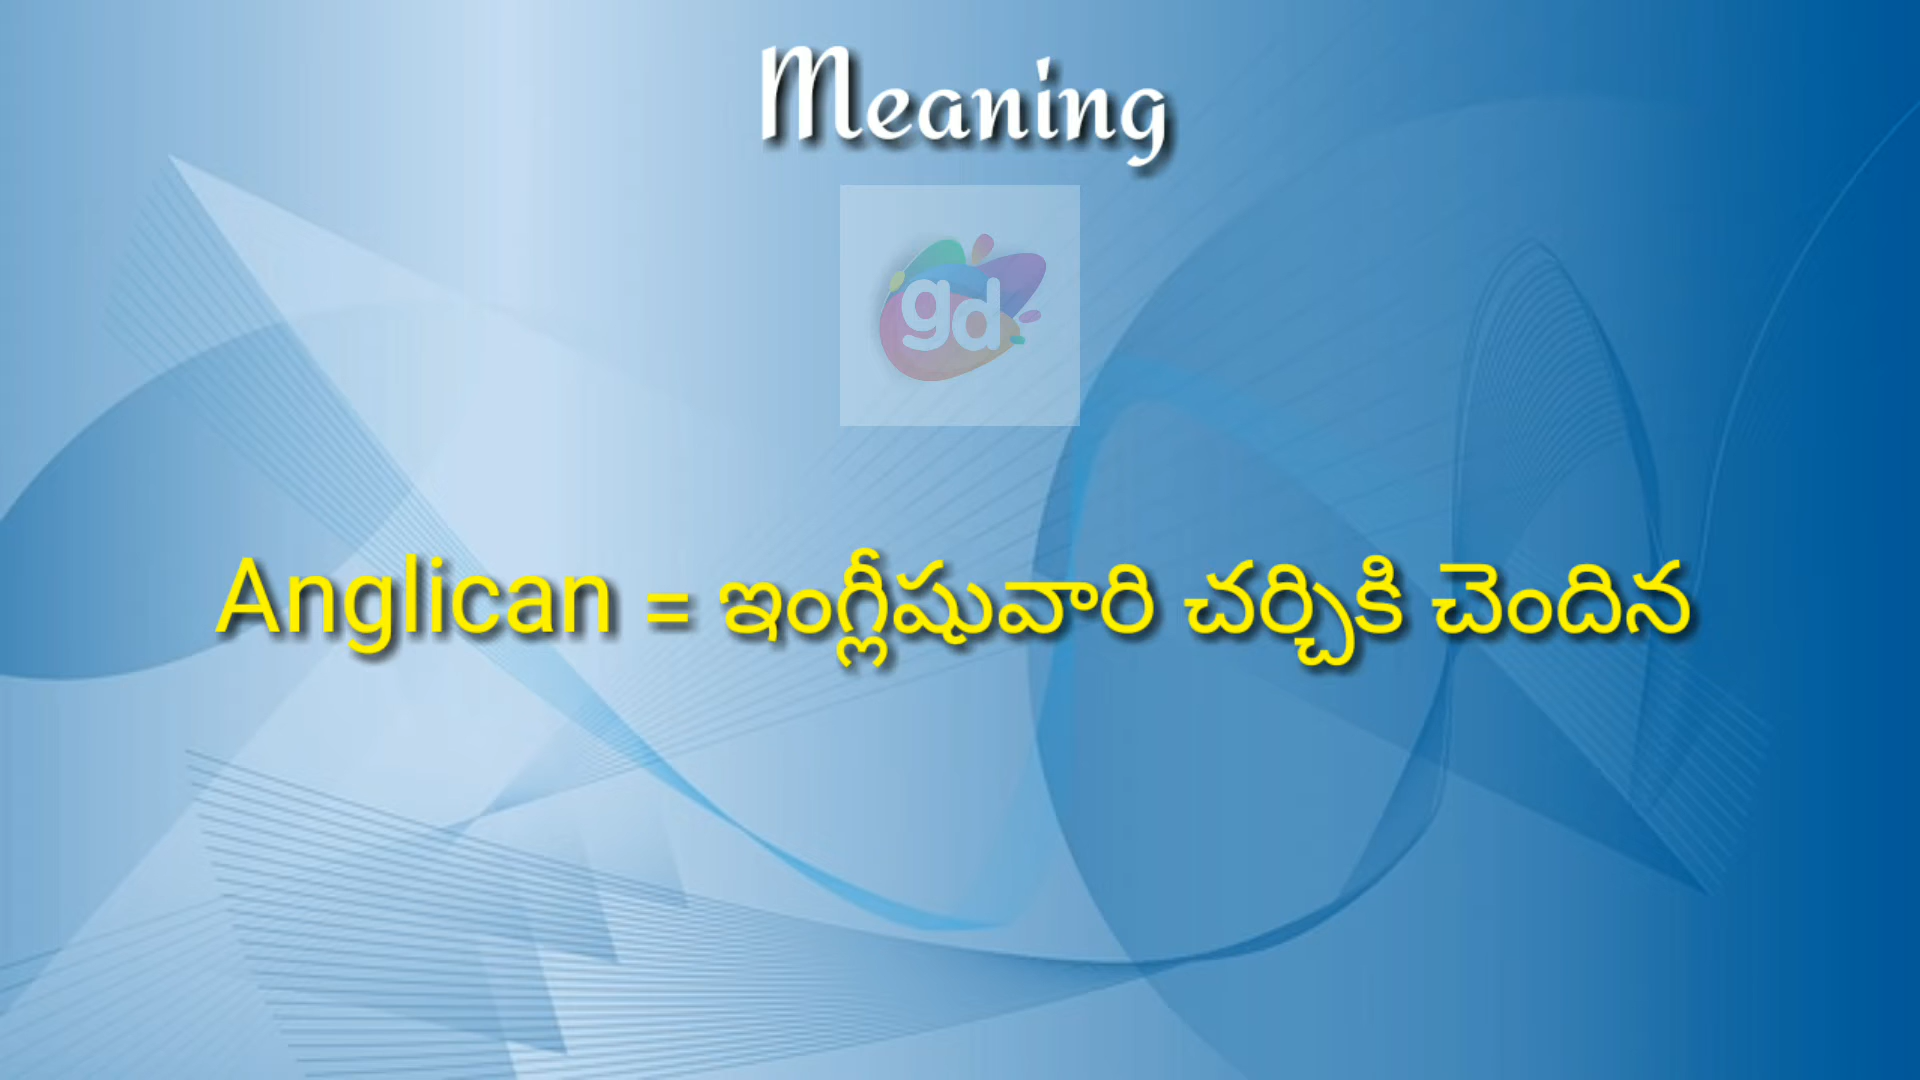 Meaning
gd
Anglican = ఇంగ్లీషువారి చర్చికి చెందిన